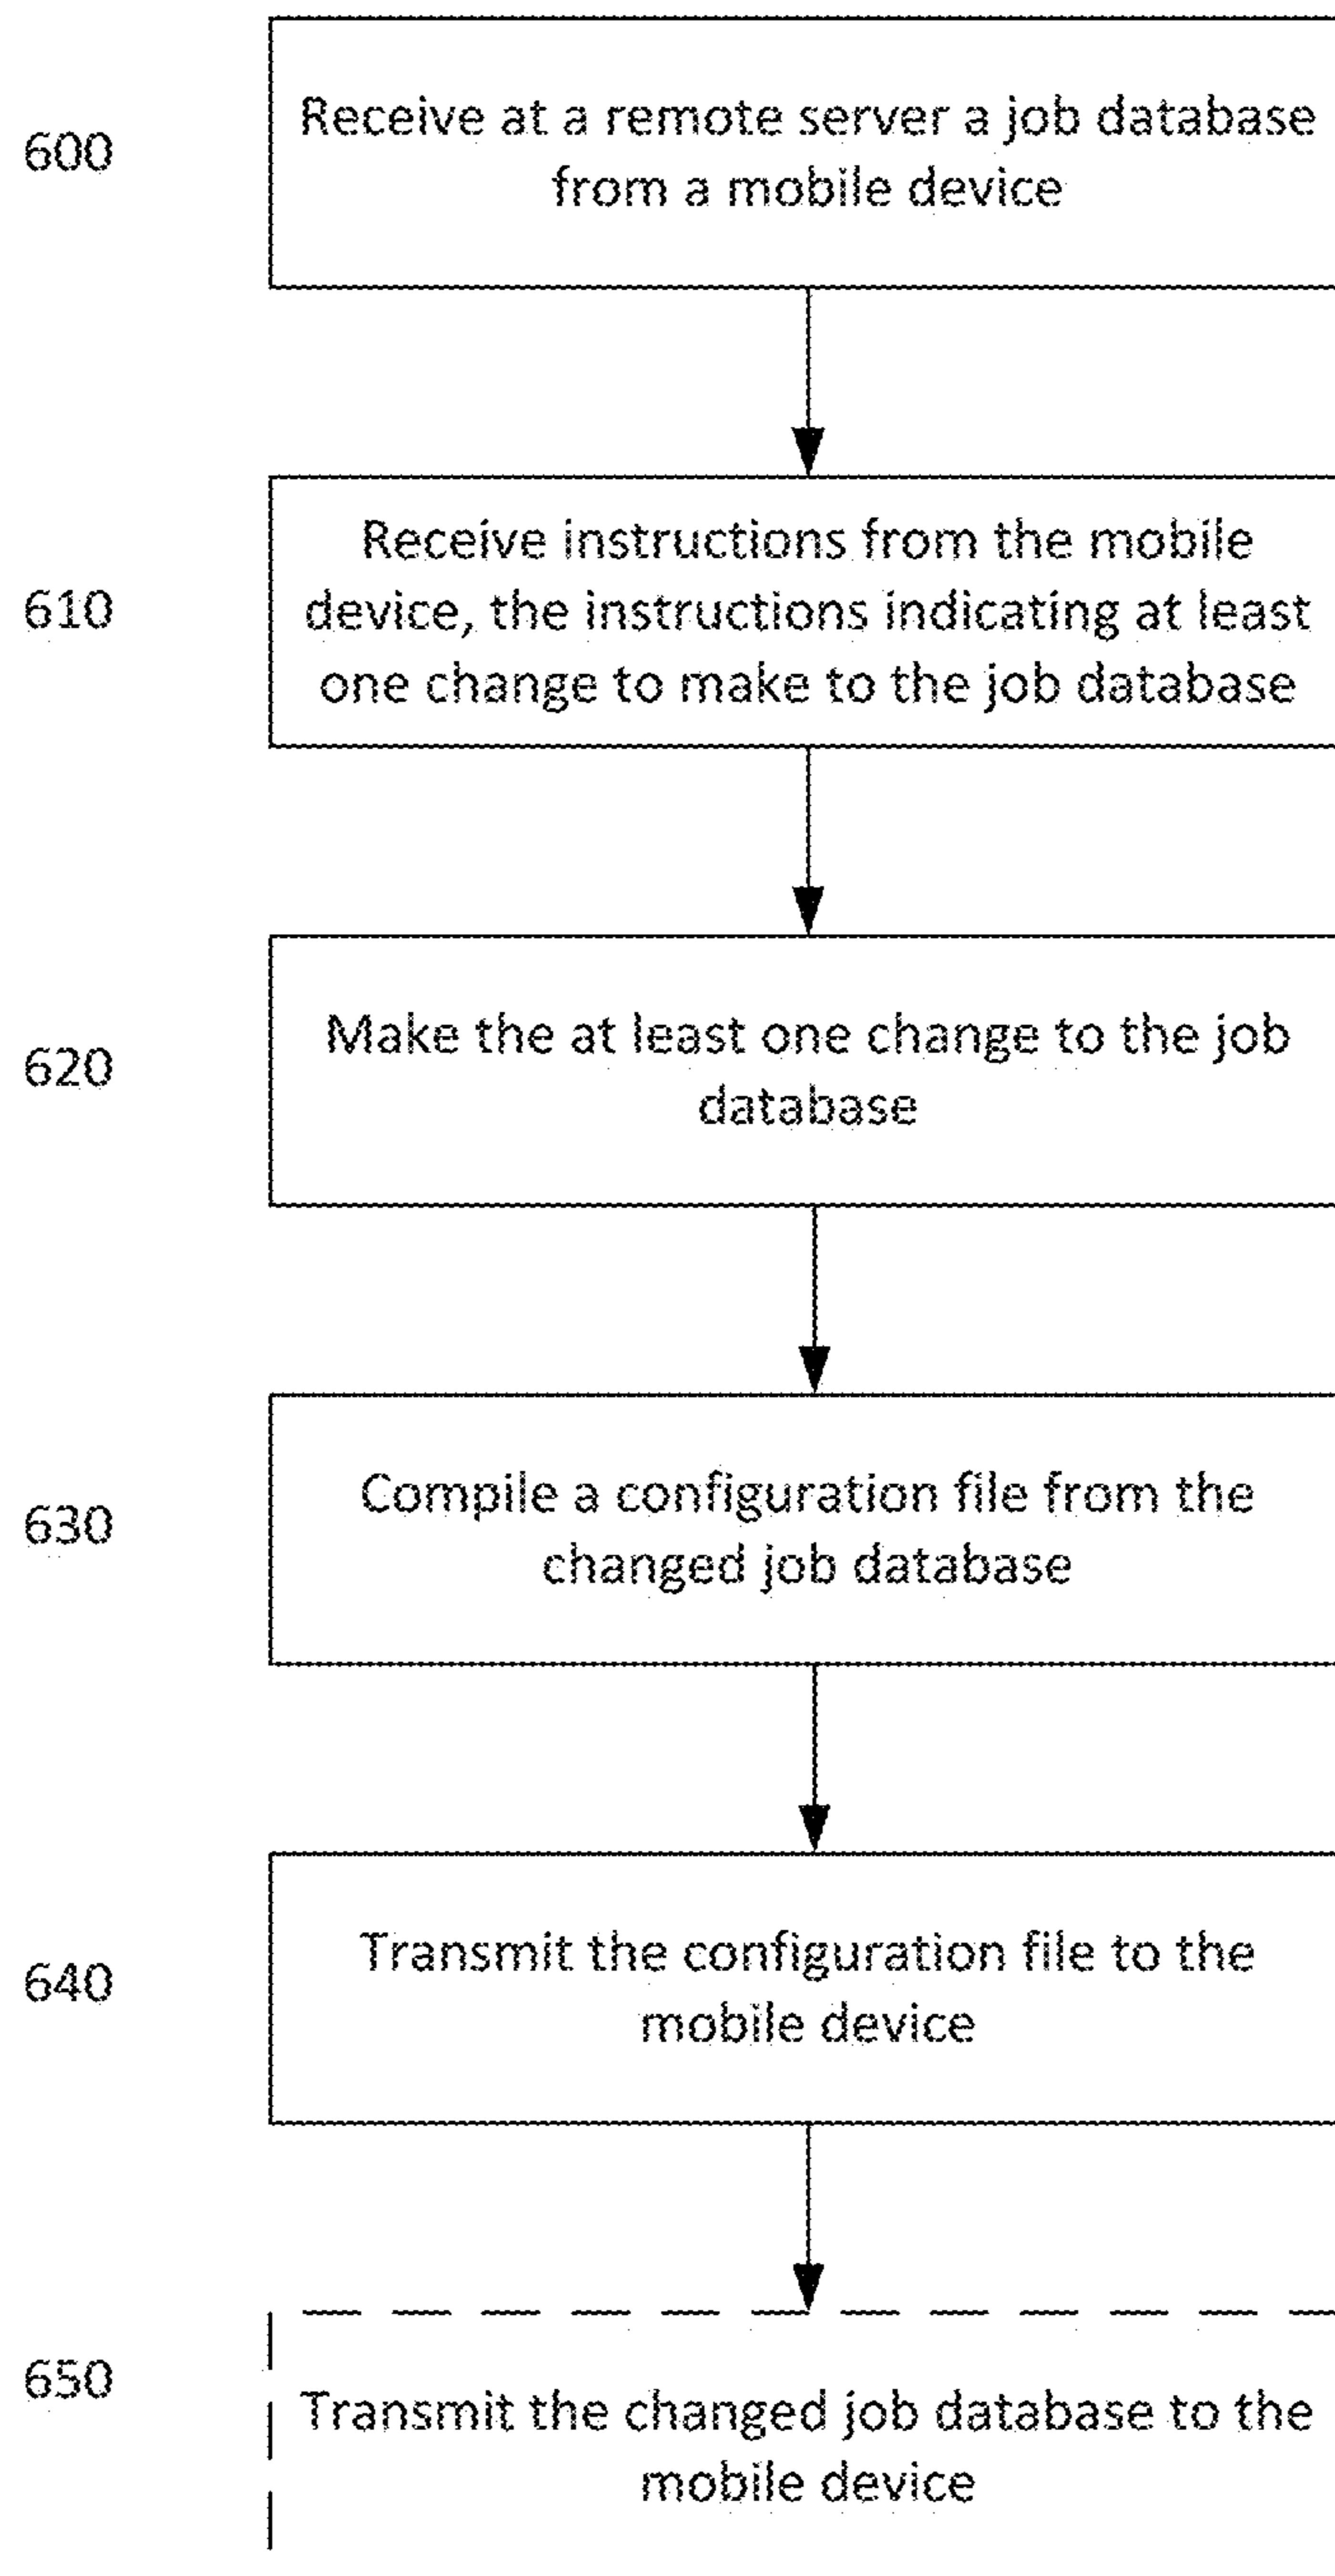 600
Receive at a remote server a job database
from a mobile device
610
Receive instructions from the mobile
device, the instructions indicating at least
one change to make to the job database
620
Make the at least one change to the job
database
630
Compile a configuration file from the
changed job database
640
Transmit the configuration file to the
mobile device
650
Transmit the changed job database to the
mobile device